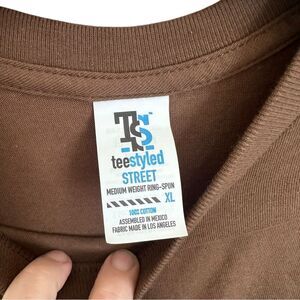 TS
teestyled
STREET
MEDIUM WEIGHT RING-SPUN
XL
100% COTTON
ASSEMBLED IN MEXICO
FABRIC MADE IN LOS ANGELES